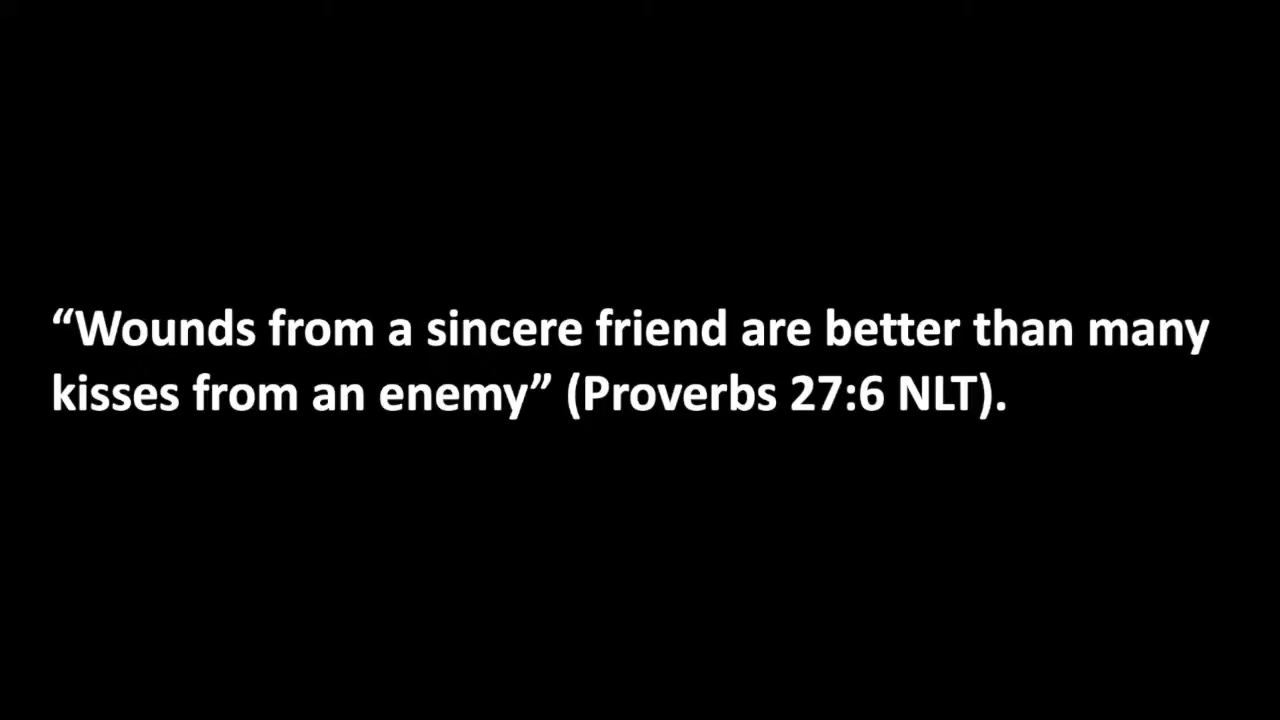 “Wounds from a sincere friend are better than many
kisses from an enemy” (Proverbs 27:6 NLT).